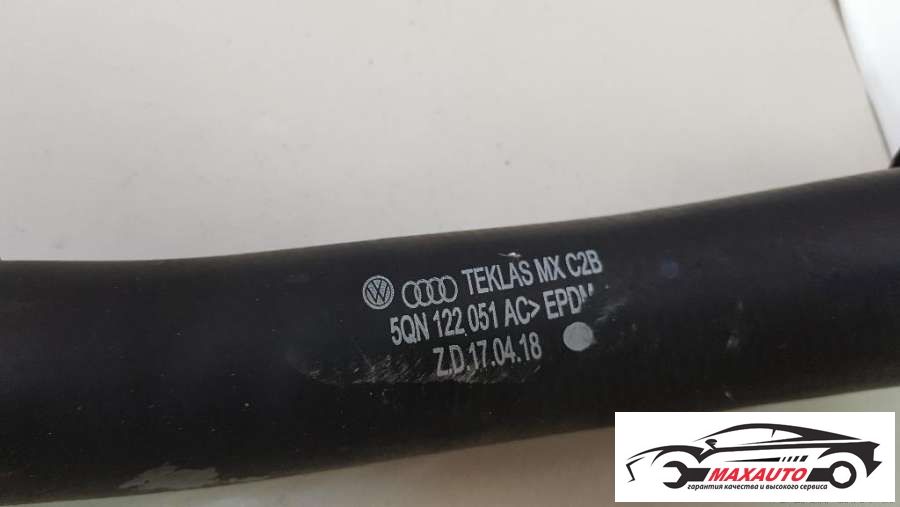 TEKLAS MX C2B
5QN 122 051 AC> EPDM
Z.D.17.04.18
MAXAUTO
гарантия качества и высокого сервиса